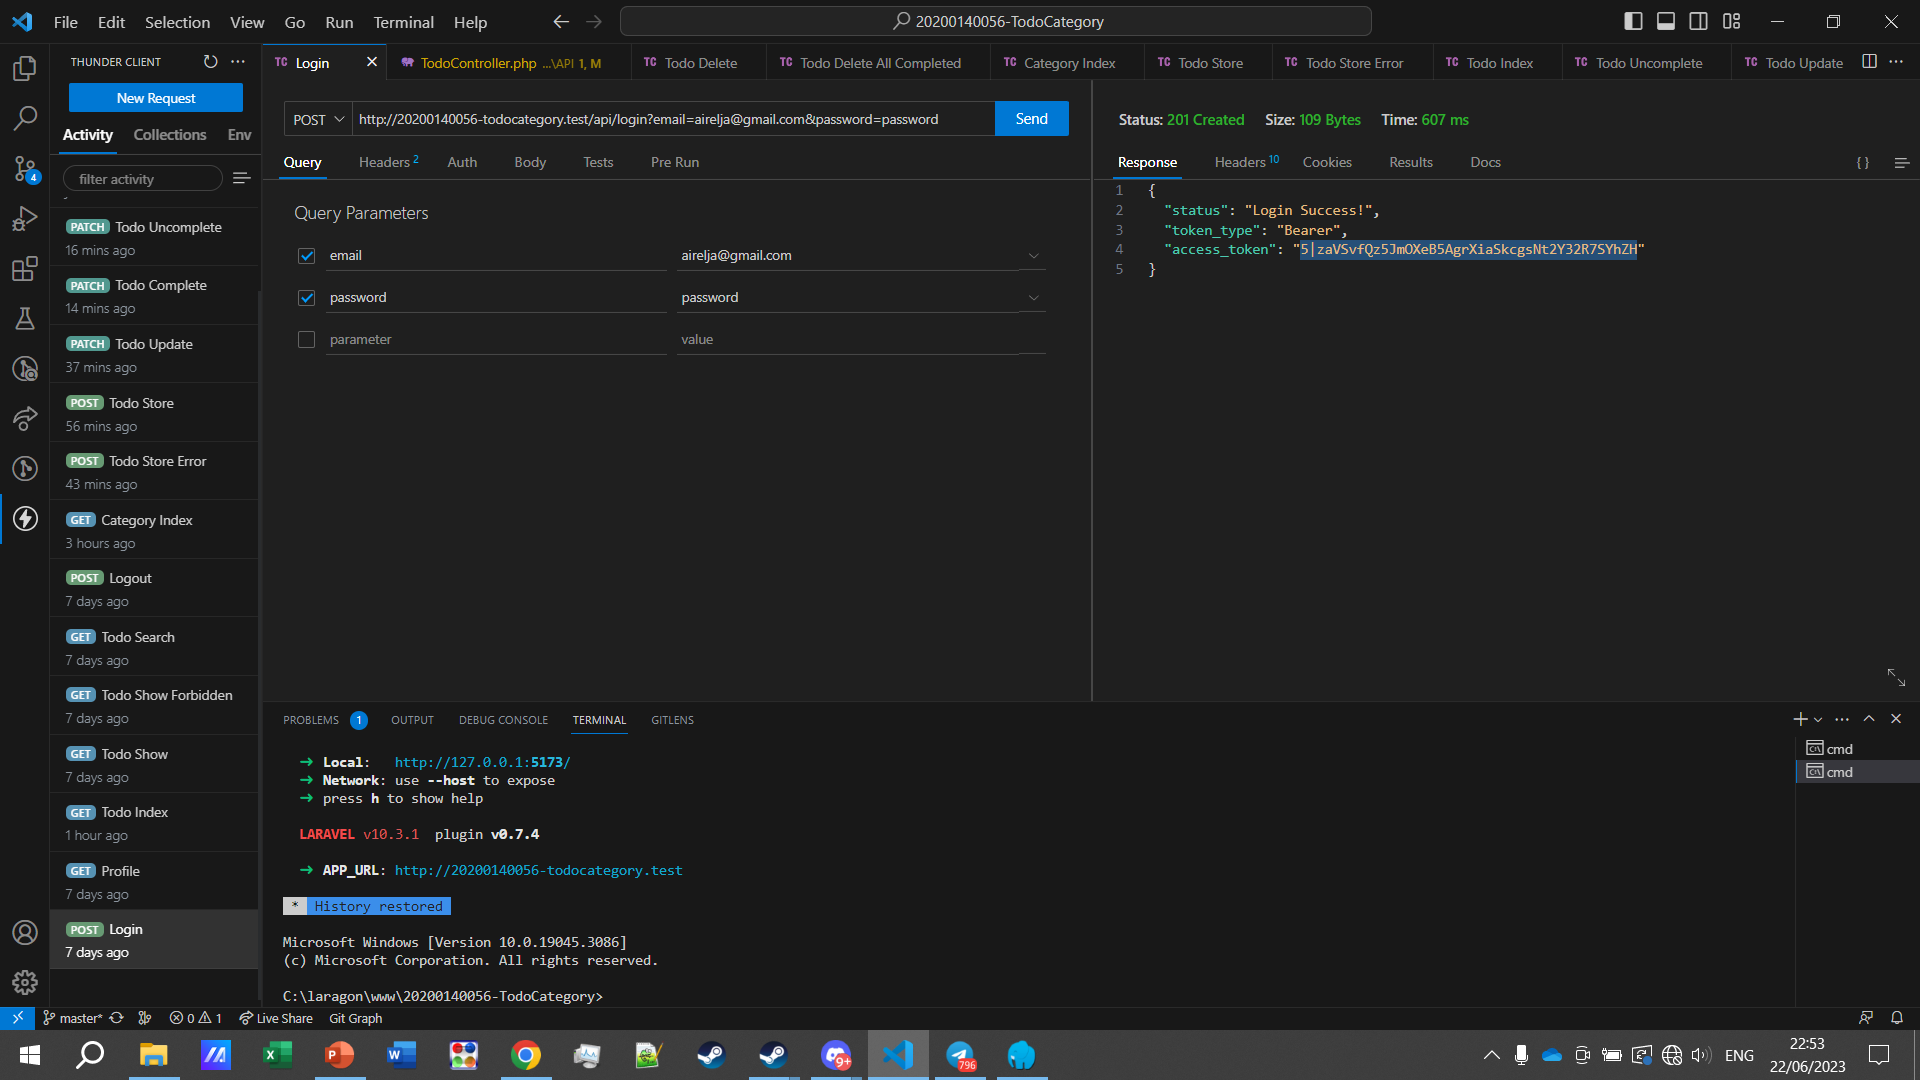 File Edit Selection View Go Run Terminal Help
20200140056-TodoCategory
THUNDER CLIENT
New Request
Activity Collections Env
filter activity
PATCH Todo Uncomplete
16 mins ago
PATCH Todo Complete
14 mins ago
PATCH Todo Update
37 mins ago
POST Todo Store
56 mins ago
POST Todo Store Error
43 mins ago
GET Category Index
3 hours ago
POST Logout
7 days ago
GET Todo Search
7 days ago
GET Todo Show Forbidden
7 days ago
GET Todo Show
7 days ago
GET Todo Index
1 hour ago
GET Profile
7 days ago
POST Login
7 days ago
4
TC Login
TodoController.php ...\API 1, M
TC Todo Delete
TC Todo Delete All Completed
TC Category Index
TC Todo Store
TC Todo Store Error
TC Todo Index
TC Todo Uncomplete
TC Todo Update
POST http://20200140056-todocategory.test/api/login?email=airelja@gmail.com&password=password Send
Query Headers 2 Auth Body Tests Pre Run
Query Parameters
email airelja@gmail.com
password password
parameter value
Status: 201 Created Size: 109 Bytes Time: 607 ms
Response Headers 10 Cookies Results Docs { }
1 {
2 "status": "Login Success!",
3 "token_type": "Bearer",
4 "access_token": "5|zaVSvfQz5JmOXeB5AgrXiaSkcgsNt2Y32R7SYhZH"
5 }
PROBLEMS 1 OUTPUT DEBUG CONSOLE TERMINAL GITLENS
➜ Local: http://127.0.0.1:5173/
➜ Network: use --host to expose
➜ press h to show help
LARAVEL v10.3.1 plugin v0.7.4
➜ APP_URL: http://20200140056-todocategory.test
* History restored
Microsoft Windows [Version 10.0.19045.3086]
(c) Microsoft Corporation. All rights reserved.
C:\laragon\www\20200140056-TodoCategory>
cmd
cmd
master* 0 1 Live Share Git Graph
9+ 796
ENG
22:53
22/06/2023